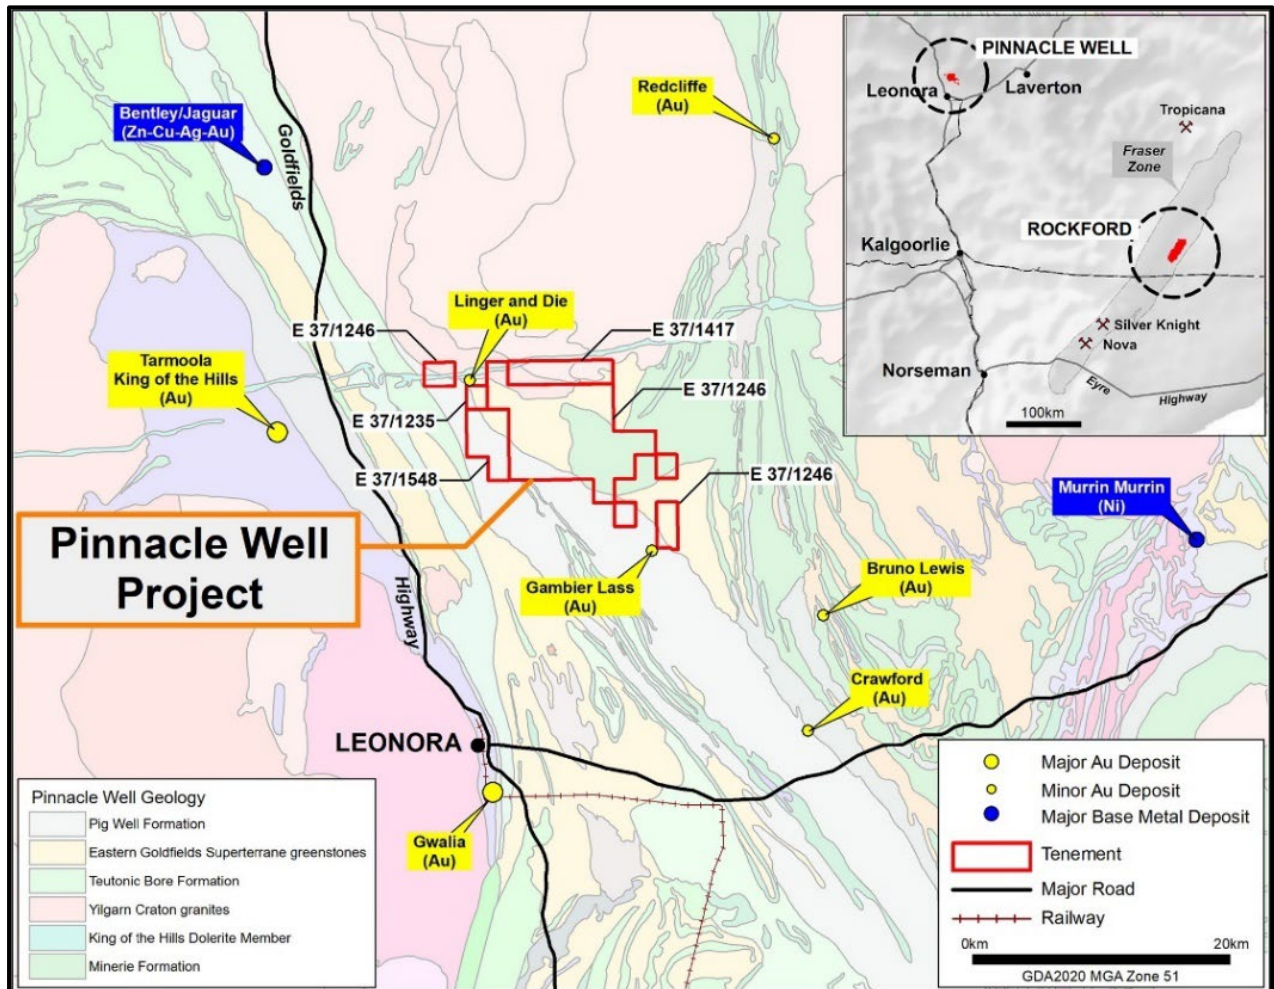 Redcliffe
(Au)
Bentley/Jaguar
(Zn-Cu-Ag-Au)
Goldfields
Linger and Die
(Au)
E 37/1246
E 37/1417
Tarmoola
King of the Hills
(Au)
E 37/1246
E 37/1235
E 37/1548
E 37/1246
Murrin Murrin
(Ni)
Pinnacle Well
Project
Highway
Gambier Lass
(Au)
Bruno Lewis
(Au)
Crawford
(Au)
LEONORA
Gwalia
(Au)
PINNACLE WELL
Leonora
Laverton
Tropicana
Fraser
Zone
ROCKFORD
Kalgoorlie
Silver Knight
Nova
Norseman
Eyre
Highway
100km
Pinnacle Well Geology
Pig Well Formation
Eastern Goldfields Superterrane greenstones
Teutonic Bore Formation
Yilgarn Craton granites
King of the Hills Dolerite Member
Minerie Formation
Major Au Deposit
Minor Au Deposit
Major Base Metal Deposit
Tenement
Major Road
Railway
0km 20km
GDA2020 MGA Zone 51